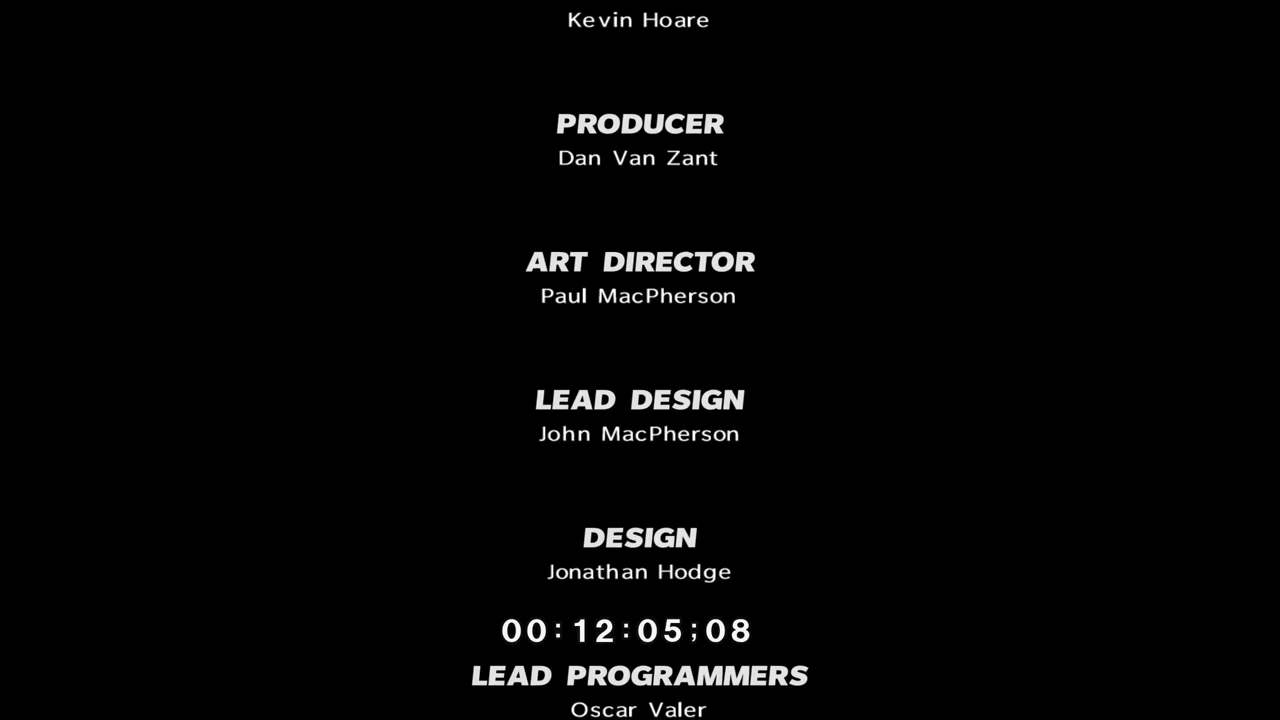 Kevin Hoare
PRODUCER
Dan Van Zant
ART DIRECTOR
Paul MacPherson
LEAD DESIGN
John MacPherson
DESIGN
Jonathan Hodge
00:12:05;08
LEAD PROGRAMMERS
Oscar Valer